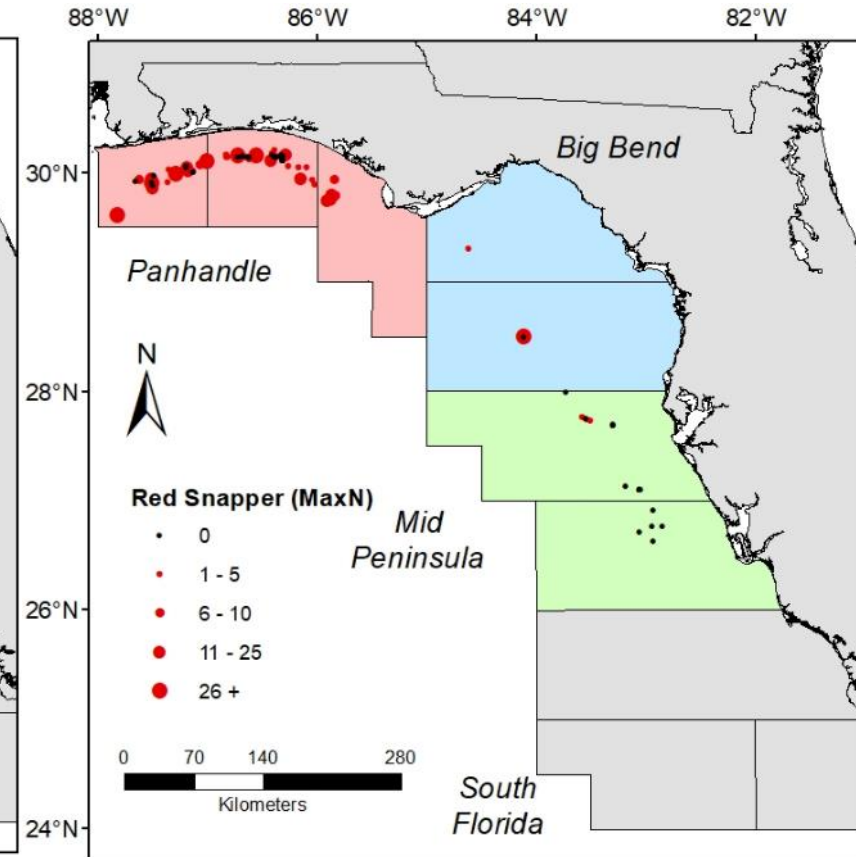 88°W 86°W 84°W 82°W
Big Bend
30°N
Panhandle
N
28°N
Red Snapper (MaxN)
0
1 - 5
6 - 10
11 - 25
26 +
Mid
Peninsula
26°N
0 70 140 280
Kilometers
South
Florida
24°N